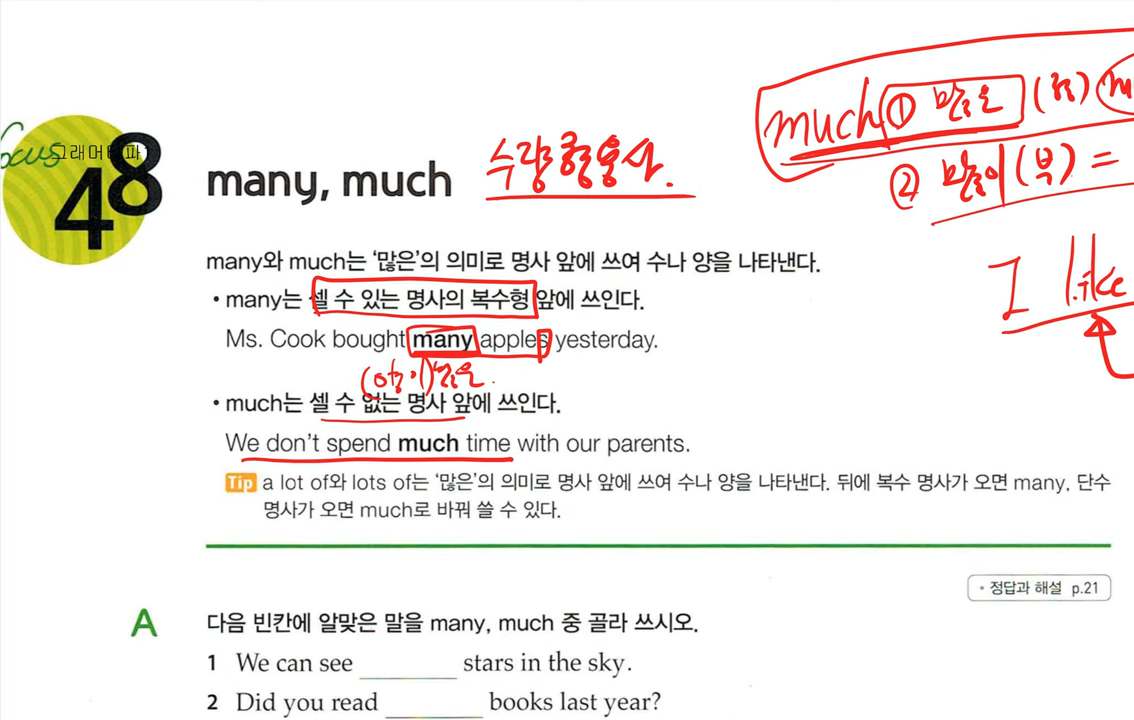 focus
그래머
48
many, much
수량형용사.
much ① 많은 (형)
② 많이 (부) =
I like
many와 much는 ‘많은’의 의미로 명사 앞에 쓰여 수나 양을 나타낸다.
• many는 셀 수 있는 명사의 복수형 앞에 쓰인다.
Ms. Cook bought many apples yesterday.
(양이) 많은.
• much는 셀 수 없는 명사 앞에 쓰인다.
We don’t spend much time with our parents.
Tip a lot of와 lots of는 ‘많은’의 의미로 명사 앞에 쓰여 수나 양을 나타낸다. 뒤에 복수 명사가 오면 many, 단수
명사가 오면 much로 바꿔 쓸 수 있다.
• 정답과 해설 p.21
A 다음 빈칸에 알맞은 말을 many, much 중 골라 쓰시오.
1 We can see ________ stars in the sky.
2 Did you read ________ books last year?